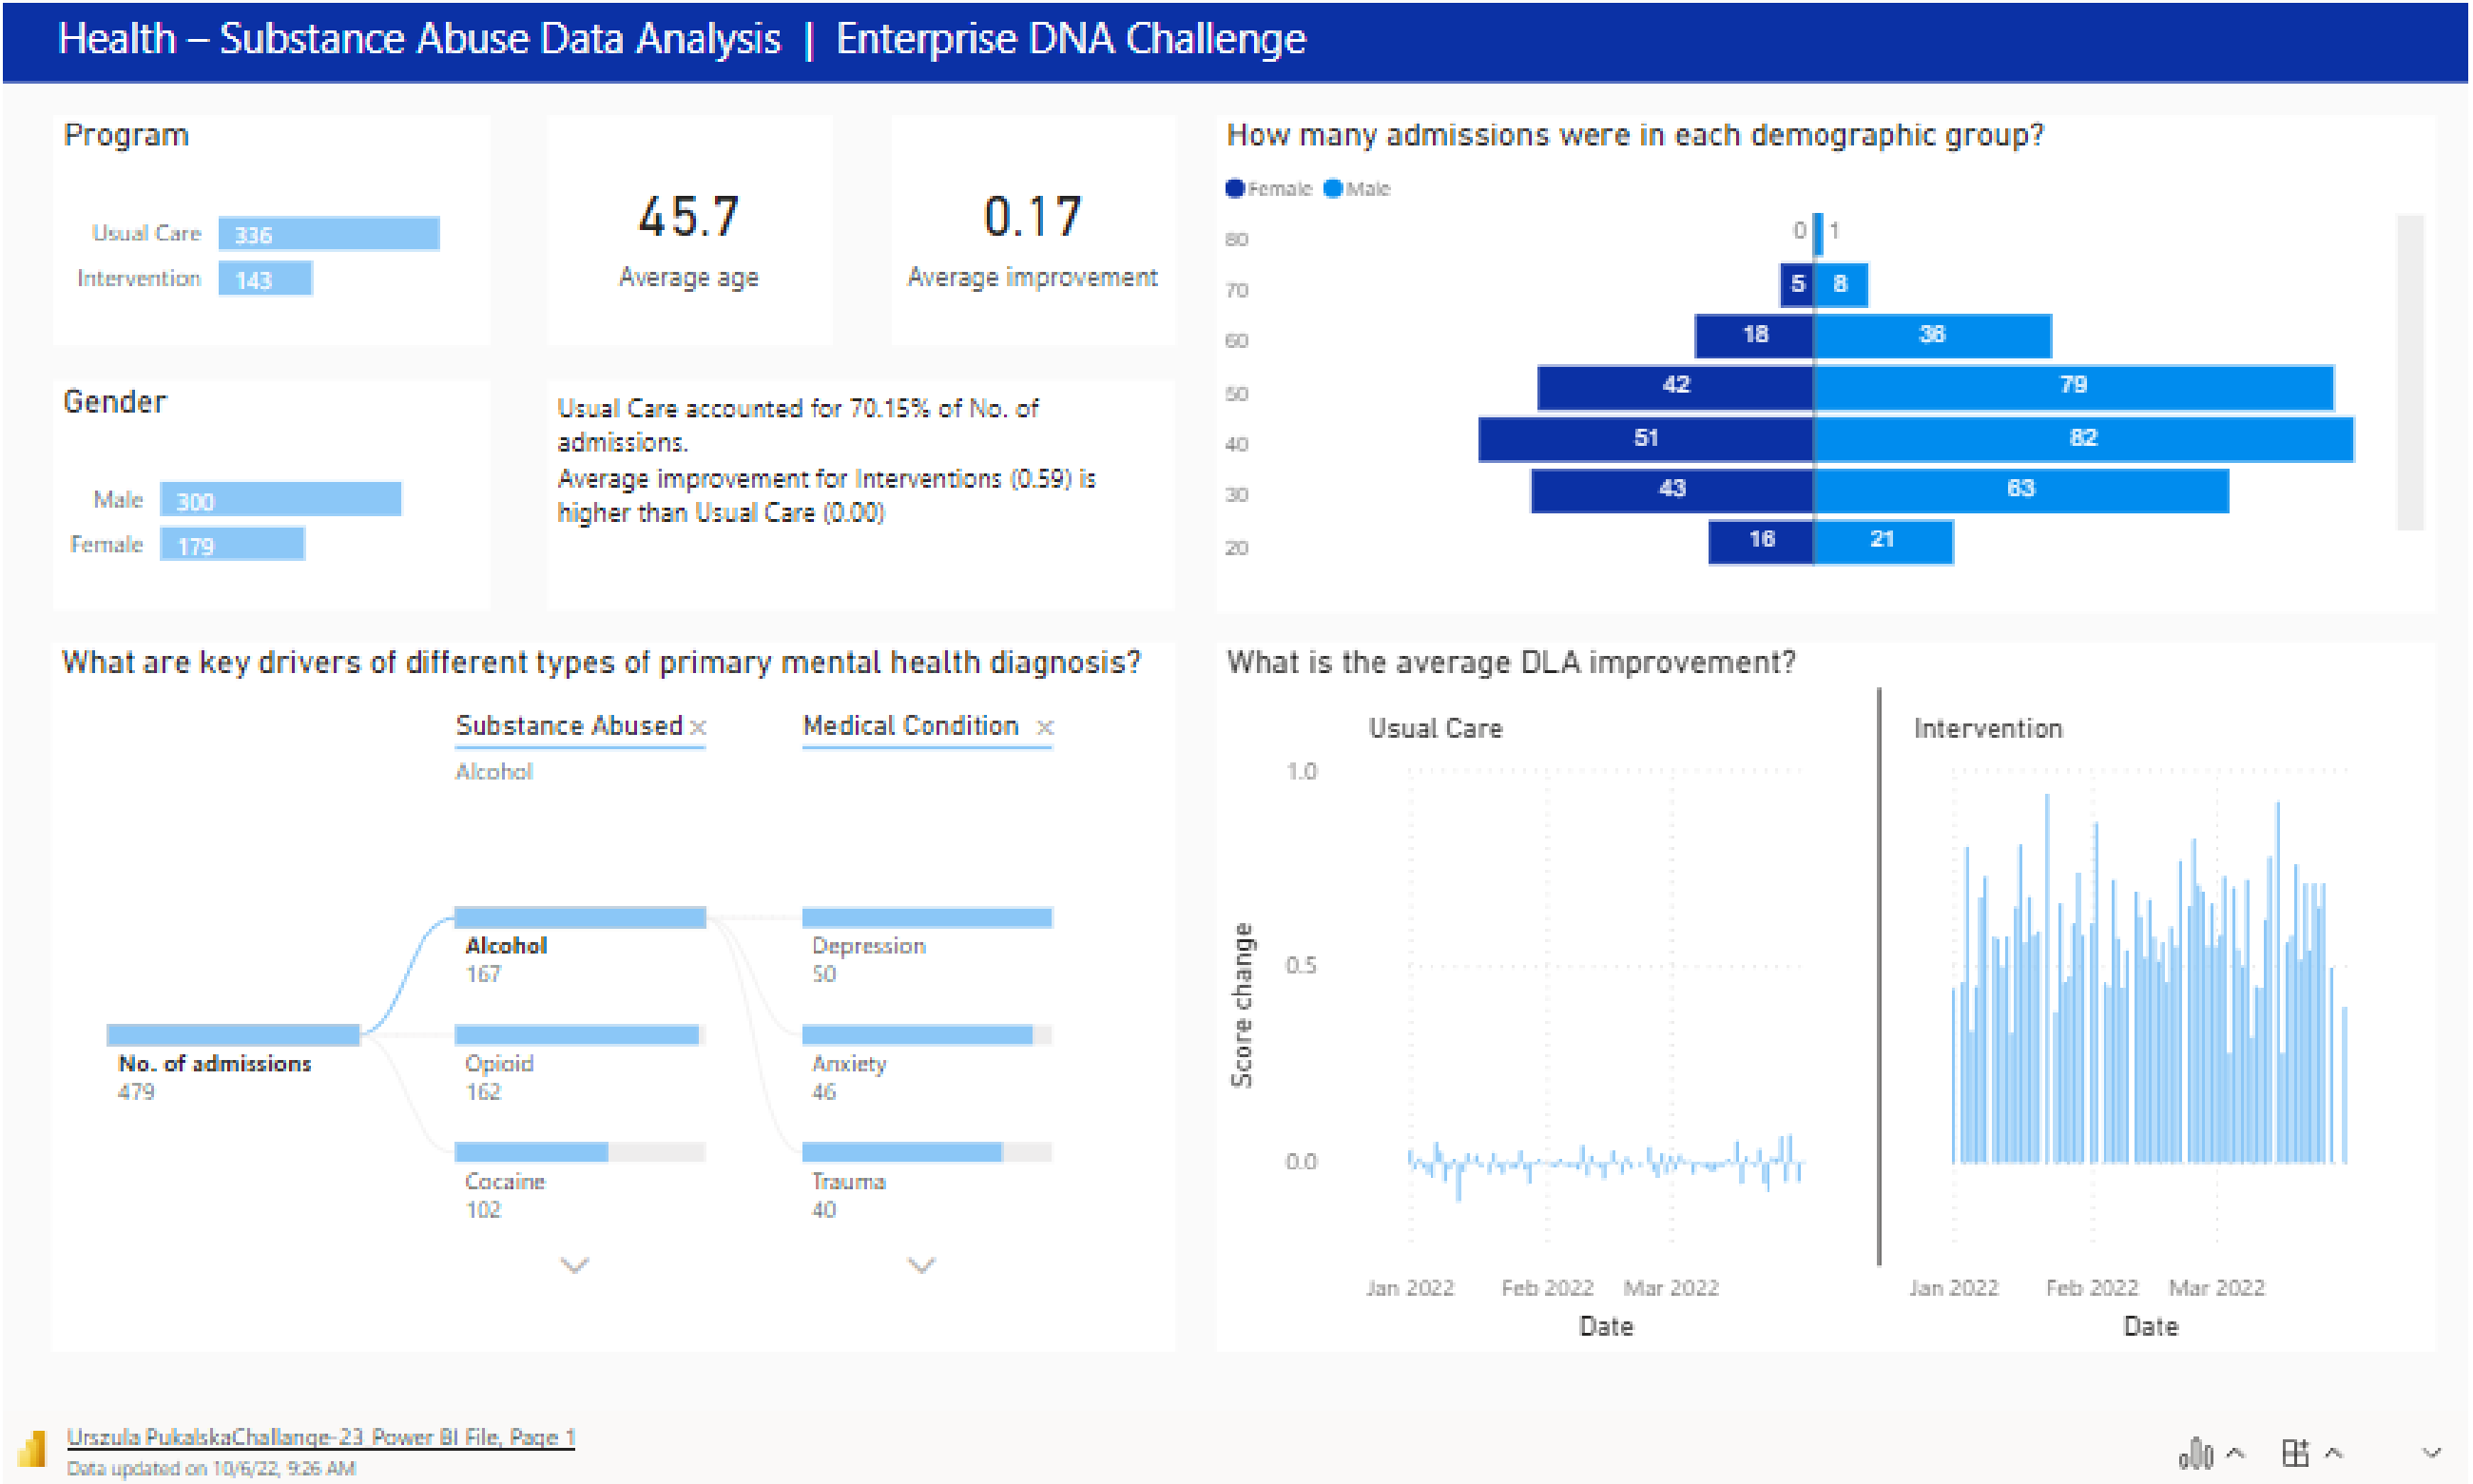 Health – Substance Abuse Data Analysis | Enterprise DNA Challenge
Program
Usual Care 336
Intervention 143
45.7
Average age
0.17
Average improvement
Gender
Male 300
Female 179
Usual Care accounted for 70.15% of No. of
admissions.
Average improvement for Interventions (0.59) is
higher than Usual Care (0.00)
How many admissions were in each demographic group?
Female Male
80 0 1
70 5 8
60 18 36
50 42 79
40 51 82
30 43 63
20 16 21
What are key drivers of different types of primary mental health diagnosis?
Substance Abused × Medical Condition ×
Alcohol
No. of admissions
479
Alcohol
167
Opioid
162
Cocaine
102
Depression
50
Anxiety
46
Trauma
40
What is the average DLA improvement?
Usual Care Intervention
Score change
1.0
0.5
0.0
Jan 2022 Feb 2022 Mar 2022
Date
Jan 2022 Feb 2022 Mar 2022
Date
Urszula PukalskaChallange-23 Power BI File, Page 1
Data updated on 10/6/22, 9:26 AM